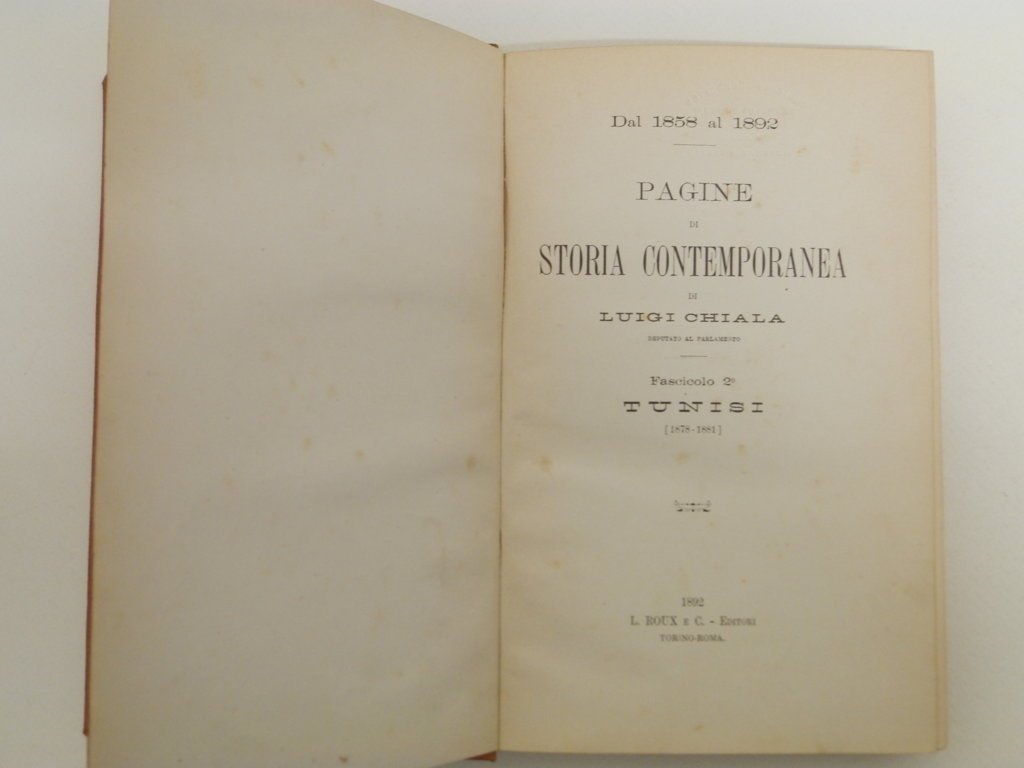 Dal 1858 al 1892
PAGINE
DI
STORIA CONTEMPORANEA
DI
LUIGI CHIALA
DEPUTATO AL PARLAMENTO
Fascicolo 2º
TUNISI
[1878-1881]
1892
L. ROUX E C. - EDITORI
TORINO-ROMA.